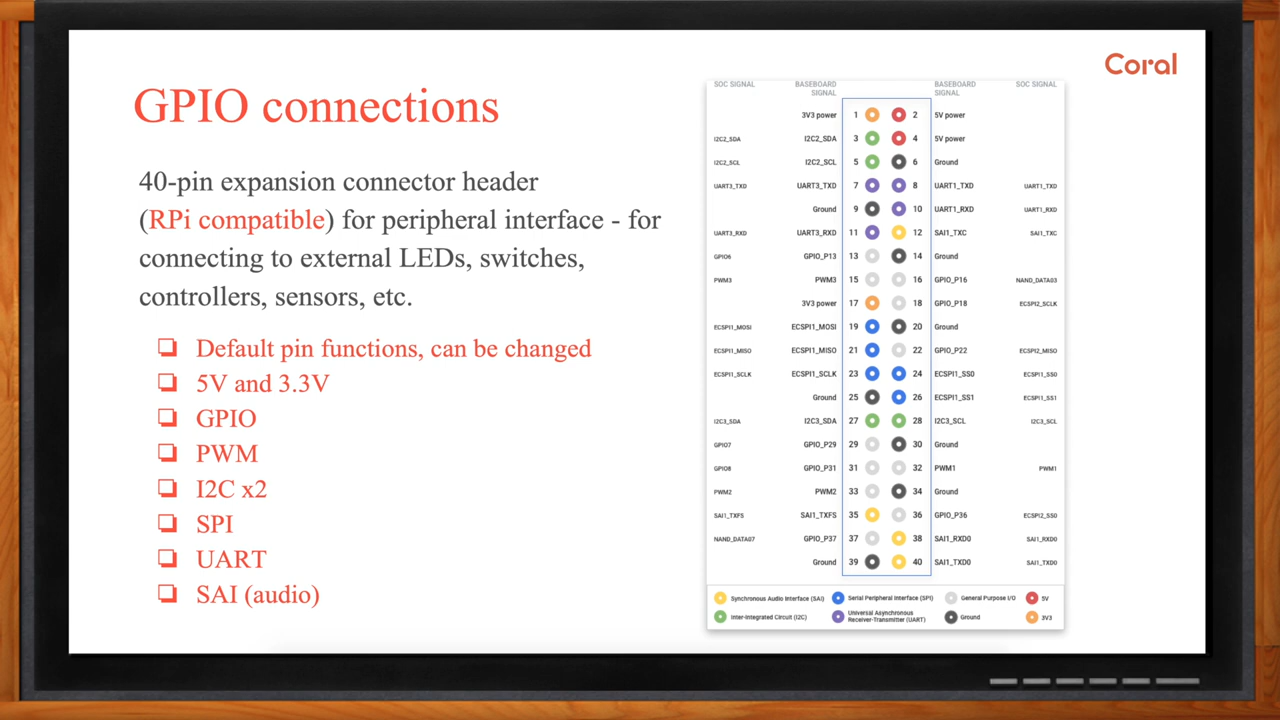 Coral
GPIO connections
40-pin expansion connector header
(RPi compatible) for peripheral interface - for
connecting to external LEDs, switches,
controllers, sensors, etc.
❏ Default pin functions, can be changed
❏ 5V and 3.3V
❏ GPIO
❏ PWM
❏ I2C x2
❏ SPI
❏ UART
❏ SAI (audio)
SOC SIGNAL BASEBOARD SIGNAL BASEBOARD SIGNAL SOC SIGNAL
3V3 power 1 2 5V power
I2C2_SDA I2C2_SDA 3 4 5V power
I2C2_SCL I2C2_SCL 5 6 Ground
UART3_TXD UART3_TXD 7 8 UART1_TXD UART1_TXD
Ground 9 10 UART1_RXD UART1_RXD
UART3_RXD UART3_RXD 11 12 SAI1_TXC SAI1_TXC
GPIO6 GPIO_P13 13 14 Ground
PWM3 PWM3 15 16 GPIO_P16 NAND_DATA03
3V3 power 17 18 GPIO_P18 ECSPI2_SCLK
ECSPI1_MOSI ECSPI1_MOSI 19 20 Ground
ECSPI1_MISO ECSPI1_MISO 21 22 GPIO_P22 ECSPI2_MISO
ECSPI1_SCLK ECSPI1_SCLK 23 24 ECSPI1_SS0 ECSPI1_SS0
Ground 25 26 ECSPI1_SS1 ECSPI1_SS1
I2C3_SDA I2C3_SDA 27 28 I2C3_SCL I2C3_SCL
GPIO7 GPIO_P29 29 30 Ground
GPIO8 GPIO_P31 31 32 PWM1 PWM1
PWM2 PWM2 33 34 Ground
SAI1_TXFS SAI1_TXFS 35 36 GPIO_P36 ECSPI2_SS0
NAND_DATA07 GPIO_P37 37 38 SAI1_RXD0 SAI1_RXD0
Ground 39 40 SAI1_TXD0 SAI1_TXD0
Synchronous Audio Interface (SAI) Serial Peripheral Interface (SPI) General Purpose I/O 5V
Inter-Integrated Circuit (I2C) Universal Asynchronous Receiver-Transmitter (UART) Ground 3V3